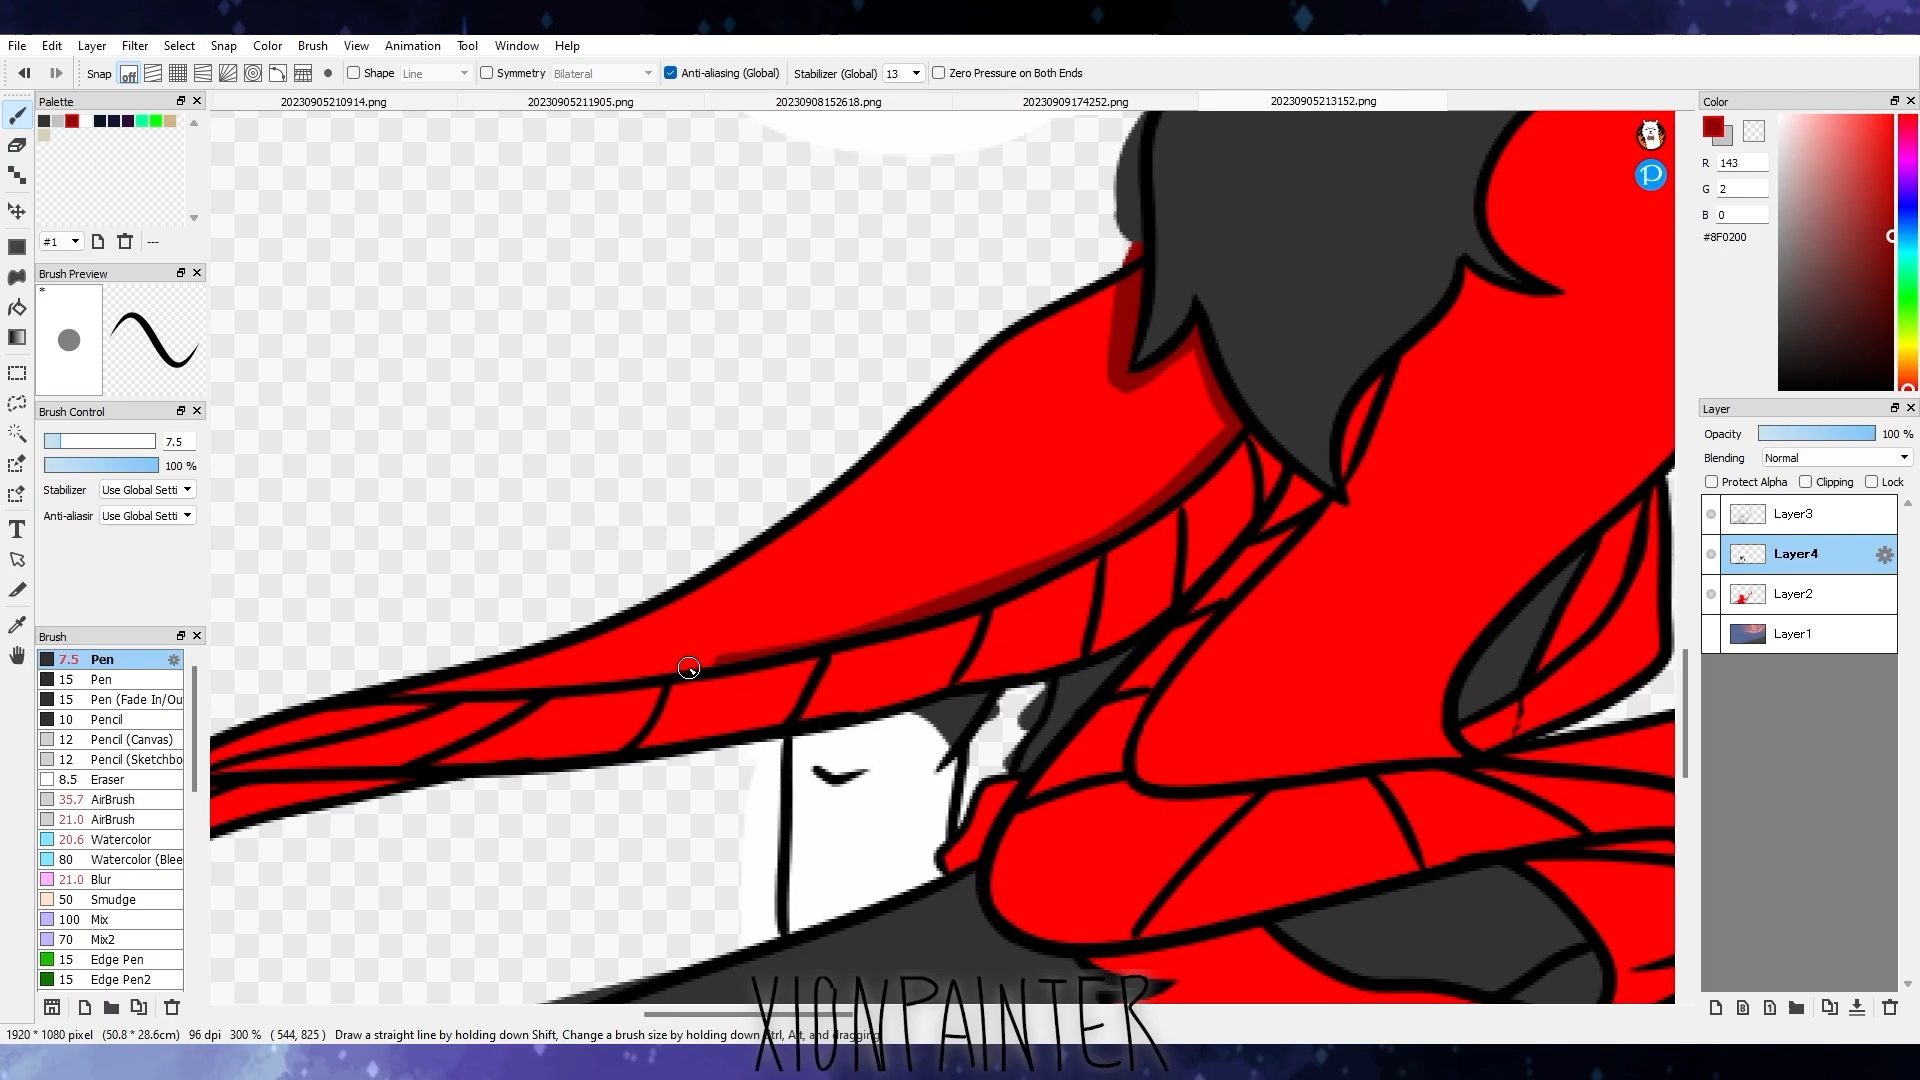 File Edit Layer Filter Select Snap Color Brush View Animation Tool Window Help
Snap off Shape Line Symmetry Bilateral Anti-aliasing (Global) Stabilizer (Global) 13 Zero Pressure on Both Ends
20230905210914.png 20230905211905.png 20230908152618.png 20230909174252.png 20230905213152.png
Palette
#1
---
Brush Preview
*
Brush Control
7.5
100 %
Stabilizer Use Global Setti
Anti-aliasir Use Global Setti
Brush
7.5 Pen
15 Pen
15 Pen (Fade In/Ou
10 Pencil
12 Pencil (Canvas)
12 Pencil (Sketchbo
8.5 Eraser
35.7 AirBrush
21.0 AirBrush
20.6 Watercolor
80 Watercolor (Blee
21.0 Blur
50 Smudge
100 Mix
70 Mix2
15 Edge Pen
15 Edge Pen2
P
Color
R 143
G 2
B 0
#8F0200
Layer
Opacity 100 %
Blending Normal
Protect Alpha Clipping Lock
Layer3
Layer4
Layer2
Layer1
8 1
1920 * 1080 pixel (50.8 * 28.6cm) 96 dpi 300 % ( 544, 825 ) Draw a straight line by holding down Shift, Change a brush size by holding down Ctrl, Alt, and dragging
XIONPAINTER